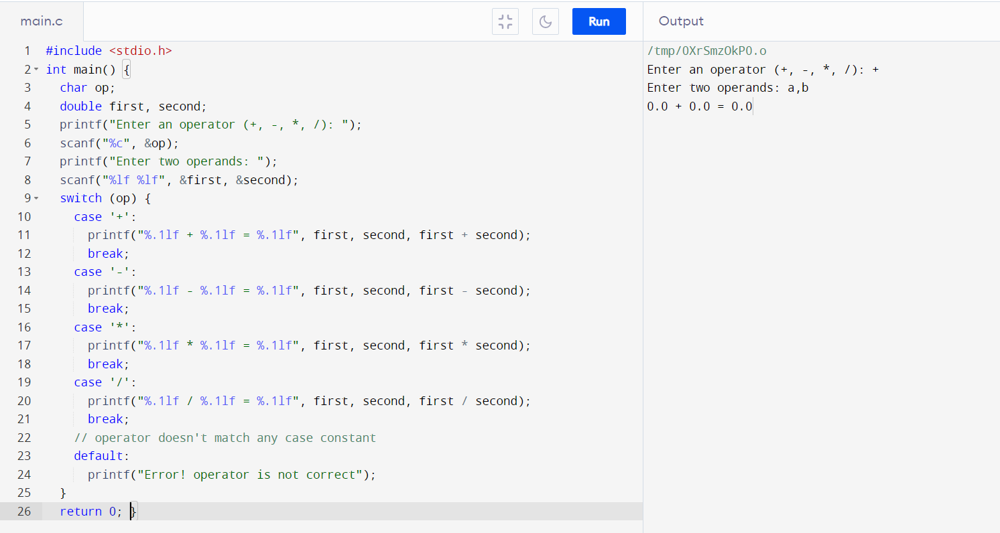 main.c
Run
Output
1 #include <stdio.h>
2 int main() {
3 char op;
4 double first, second;
5 printf("Enter an operator (+, -, *, /): ");
6 scanf("%c", &op);
7 printf("Enter two operands: ");
8 scanf("%lf %lf", &first, &second);
9 switch (op) {
10 case '+':
11 printf("%.1lf + %.1lf = %.1lf", first, second, first + second);
12 break;
13 case '-':
14 printf("%.1lf - %.1lf = %.1lf", first, second, first - second);
15 break;
16 case '*':
17 printf("%.1lf * %.1lf = %.1lf", first, second, first * second);
18 break;
19 case '/':
20 printf("%.1lf / %.1lf = %.1lf", first, second, first / second);
21 break;
22 // operator doesn't match any case constant
23 default:
24 printf("Error! operator is not correct");
25 }
26 return 0; }
/tmp/OXrSmzOkPO.o
Enter an operator (+, -, *, /): +
Enter two operands: a,b
0.0 + 0.0 = 0.0